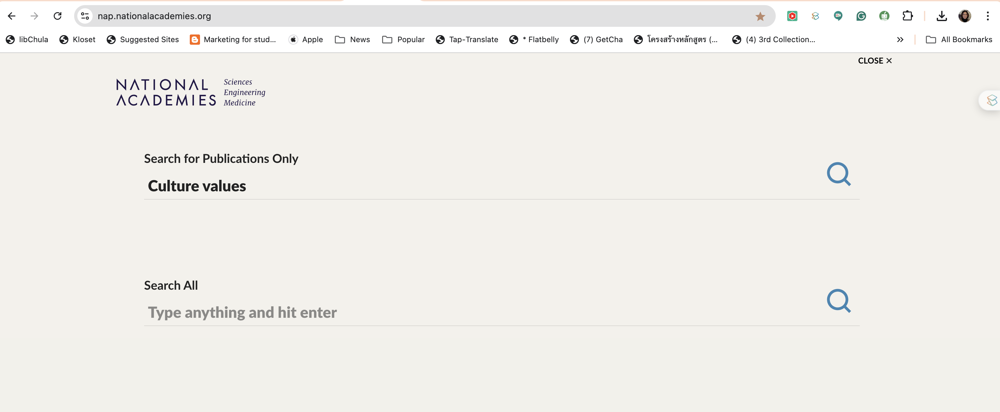 nap.nationalacademies.org
libChula Kloset Suggested Sites Marketing for stud... Apple News Popular Tap-Translate * Flatbelly (7) GetCha โครงสร้างหลักสูตร (... (4) 3rd Collection... » All Bookmarks
CLOSE ✕
NATIONAL ACADEMIES
Sciences
Engineering
Medicine
Search for Publications Only
Culture values
Search All
Type anything and hit enter